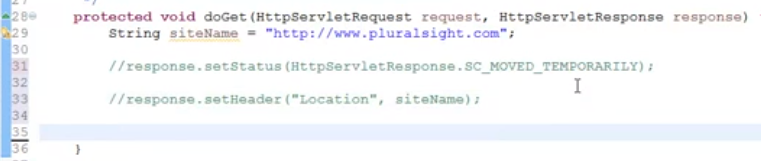 28 protected void doGet(HttpServletRequest request, HttpServletResponse response)
29 String siteName = "http://www.pluralsight.com";
30
31 //response.setStatus(HttpServletResponse.SC_MOVED_TEMPORARILY);
32
33 //response.setHeader("Location", siteName);
34
35
36 }